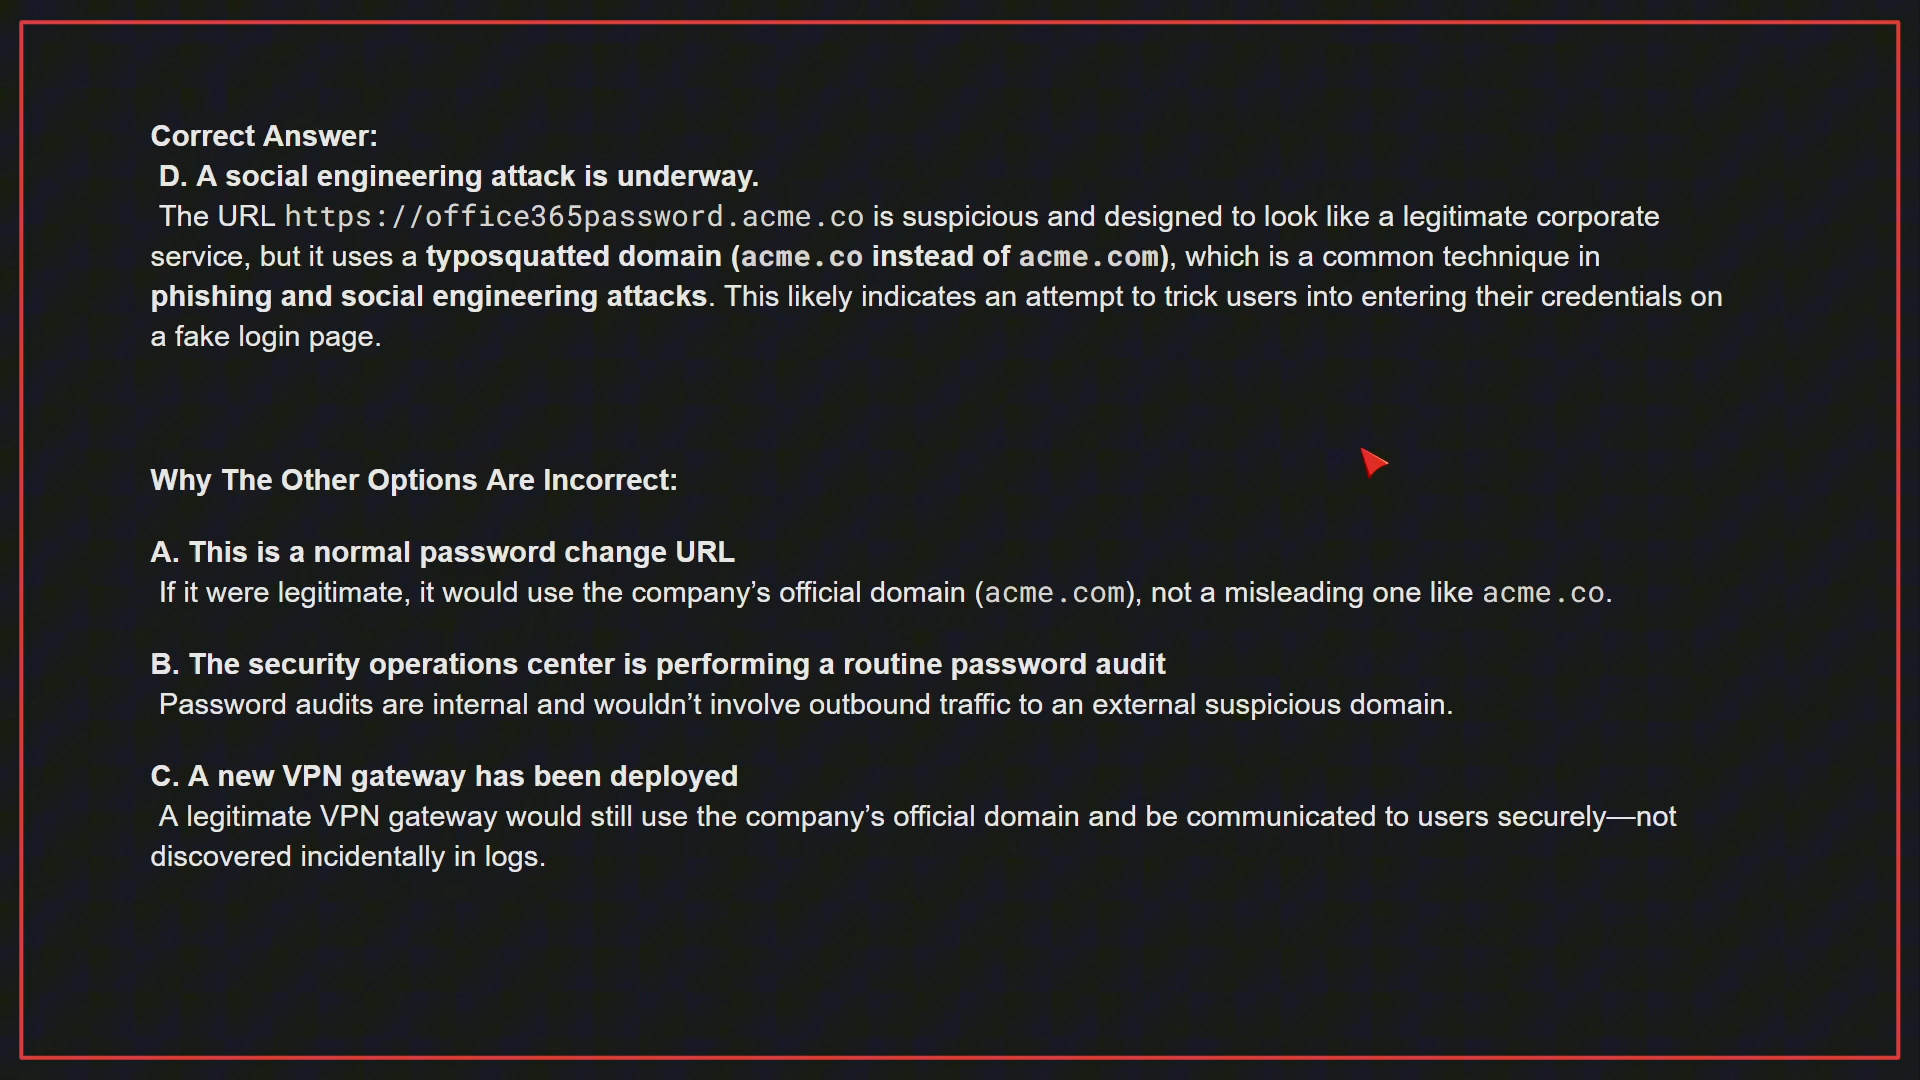 Correct Answer:
D. A social engineering attack is underway.
The URL https://office365password.acme.co is suspicious and designed to look like a legitimate corporate
service, but it uses a typosquatted domain (acme.co instead of acme.com), which is a common technique in
phishing and social engineering attacks. This likely indicates an attempt to trick users into entering their credentials on
a fake login page.
Why The Other Options Are Incorrect:
A. This is a normal password change URL
If it were legitimate, it would use the company’s official domain (acme.com), not a misleading one like acme.co.
B. The security operations center is performing a routine password audit
Password audits are internal and wouldn’t involve outbound traffic to an external suspicious domain.
C. A new VPN gateway has been deployed
A legitimate VPN gateway would still use the company’s official domain and be communicated to users securely—not
discovered incidentally in logs.